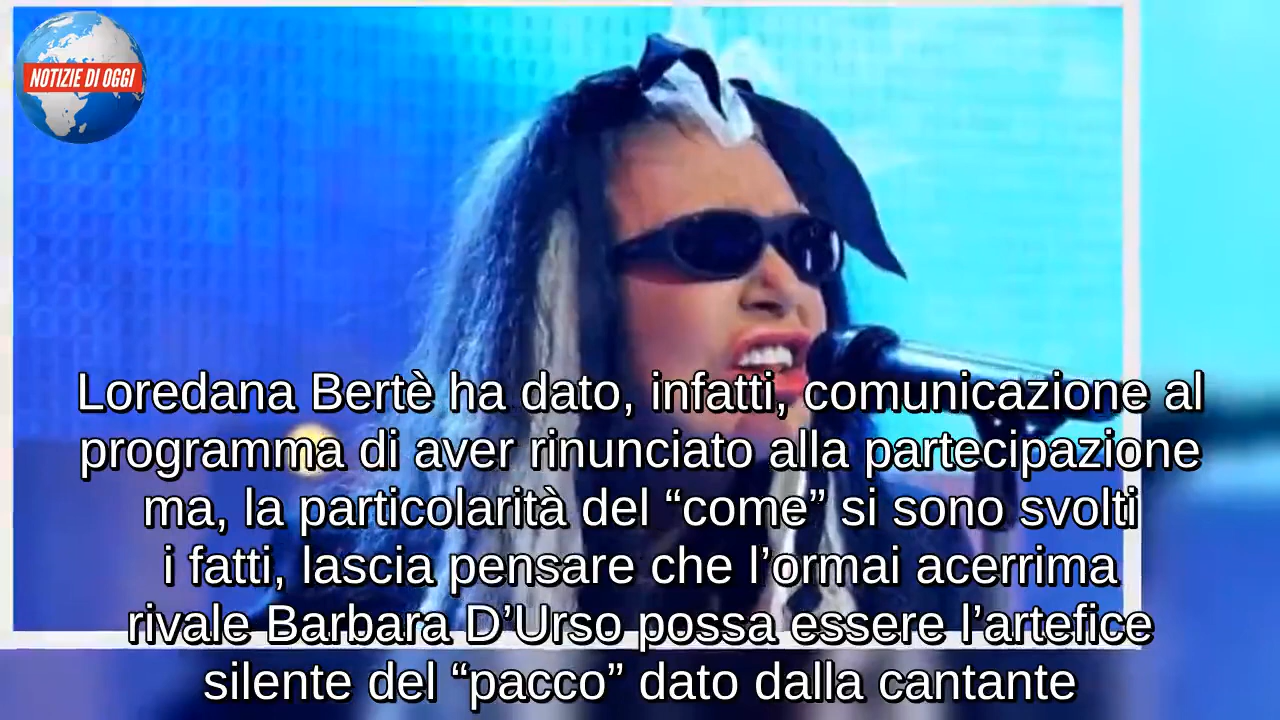 NOTIZIE DI OGGI
Loredana Bertè ha dato, infatti, comunicazione al
programma di aver rinunciato alla partecipazione
ma, la particolarità del “come” si sono svolti
i fatti, lascia pensare che l’ormai acerrima
rivale Barbara D’Urso possa essere l’artefice
silente del “pacco” dato dalla cantante